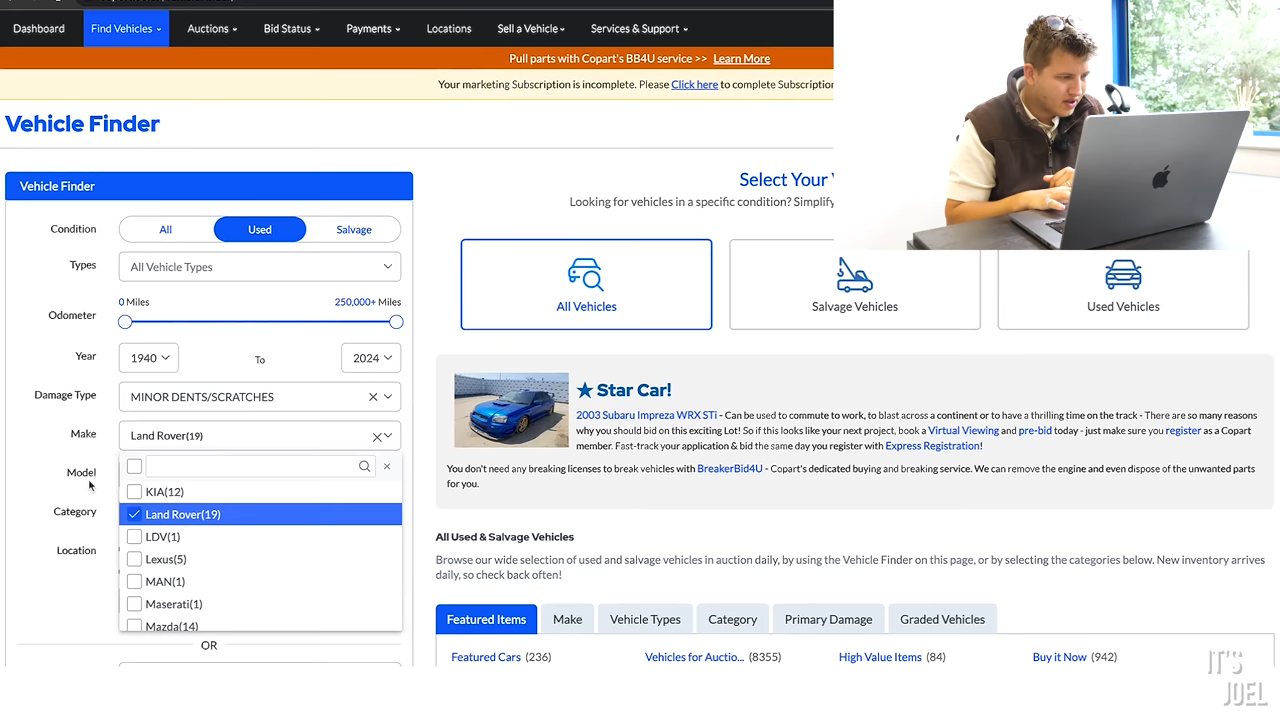 Dashboard
Find Vehicles
Auctions
Bid Status
Payments
Locations
Sell a Vehicle
Services & Support
Pull parts with Copart's BB4U service >> Learn More
Your marketing Subscription is incomplete. Please Click here to complete Subscription
Vehicle Finder
Vehicle Finder
Condition
All
Used
Salvage
Types
All Vehicle Types
0 Miles
250,000+ Miles
Odometer
Year
1940
To
2024
Damage Type
MINOR DENTS/SCRATCHES
Make
Land Rover(19)
Model
KIA(12)
Land Rover(19)
Category
LDV(1)
Location
Lexus(5)
MAN(1)
Maserati(1)
Mazda(14)
OR
Select Your
Looking for vehicles in a specific condition? Simplify
All Vehicles
Salvage Vehicles
Used Vehicles
Star Car!
2003 Subaru Impreza WRX STi - Can be used to commute to work, to blast across a continent or to have a thrilling time on the track - There are so many reasons
why you should bid on this exciting Lot! So if this looks like your next project, book a Virtual Viewing and pre-bid today - just make sure you register as a Copart
member. Fast-track your application & bid the same day you register with Express Registration!
You don't need any breaking licenses to break vehicles with BreakerBid4U - Copart's dedicated buying and breaking service. We can remove the engine and even dispose of the unwanted parts
for you.
All Used & Salvage Vehicles
Browse our wide selection of used and salvage vehicles in auction daily, by using the Vehicle Finder on this page, or by selecting the categories below. New inventory arrives
daily, so check back often!
Featured Items
Make
Vehicle Types
Category
Primary Damage
Graded Vehicles
Featured Cars (236)
Vehicles for Auctio... (8355)
High Value Items (84)
Buy it Now (942)
IT'S
JOEL